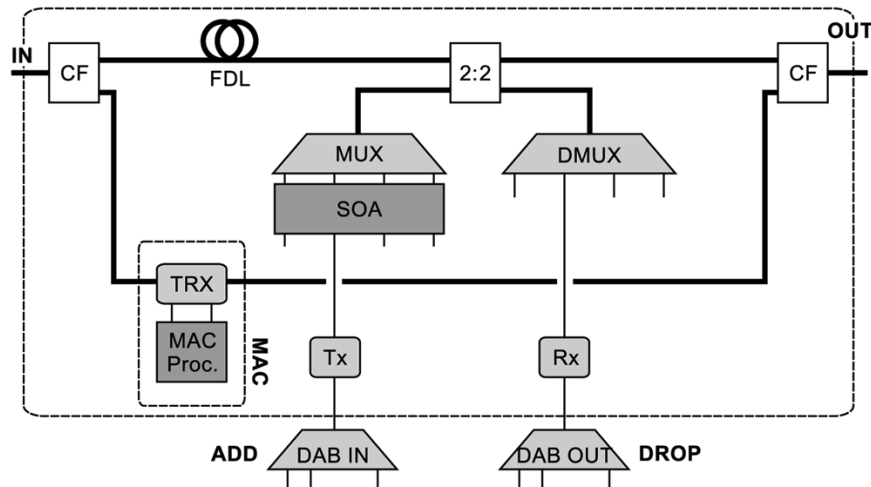 IN
OUT
CF
FDL
2:2
CF
MUX
DMUX
SOA
TRX
MAC
Proc.
MAC
Tx
Rx
ADD
DAB IN
DAB OUT
DROP